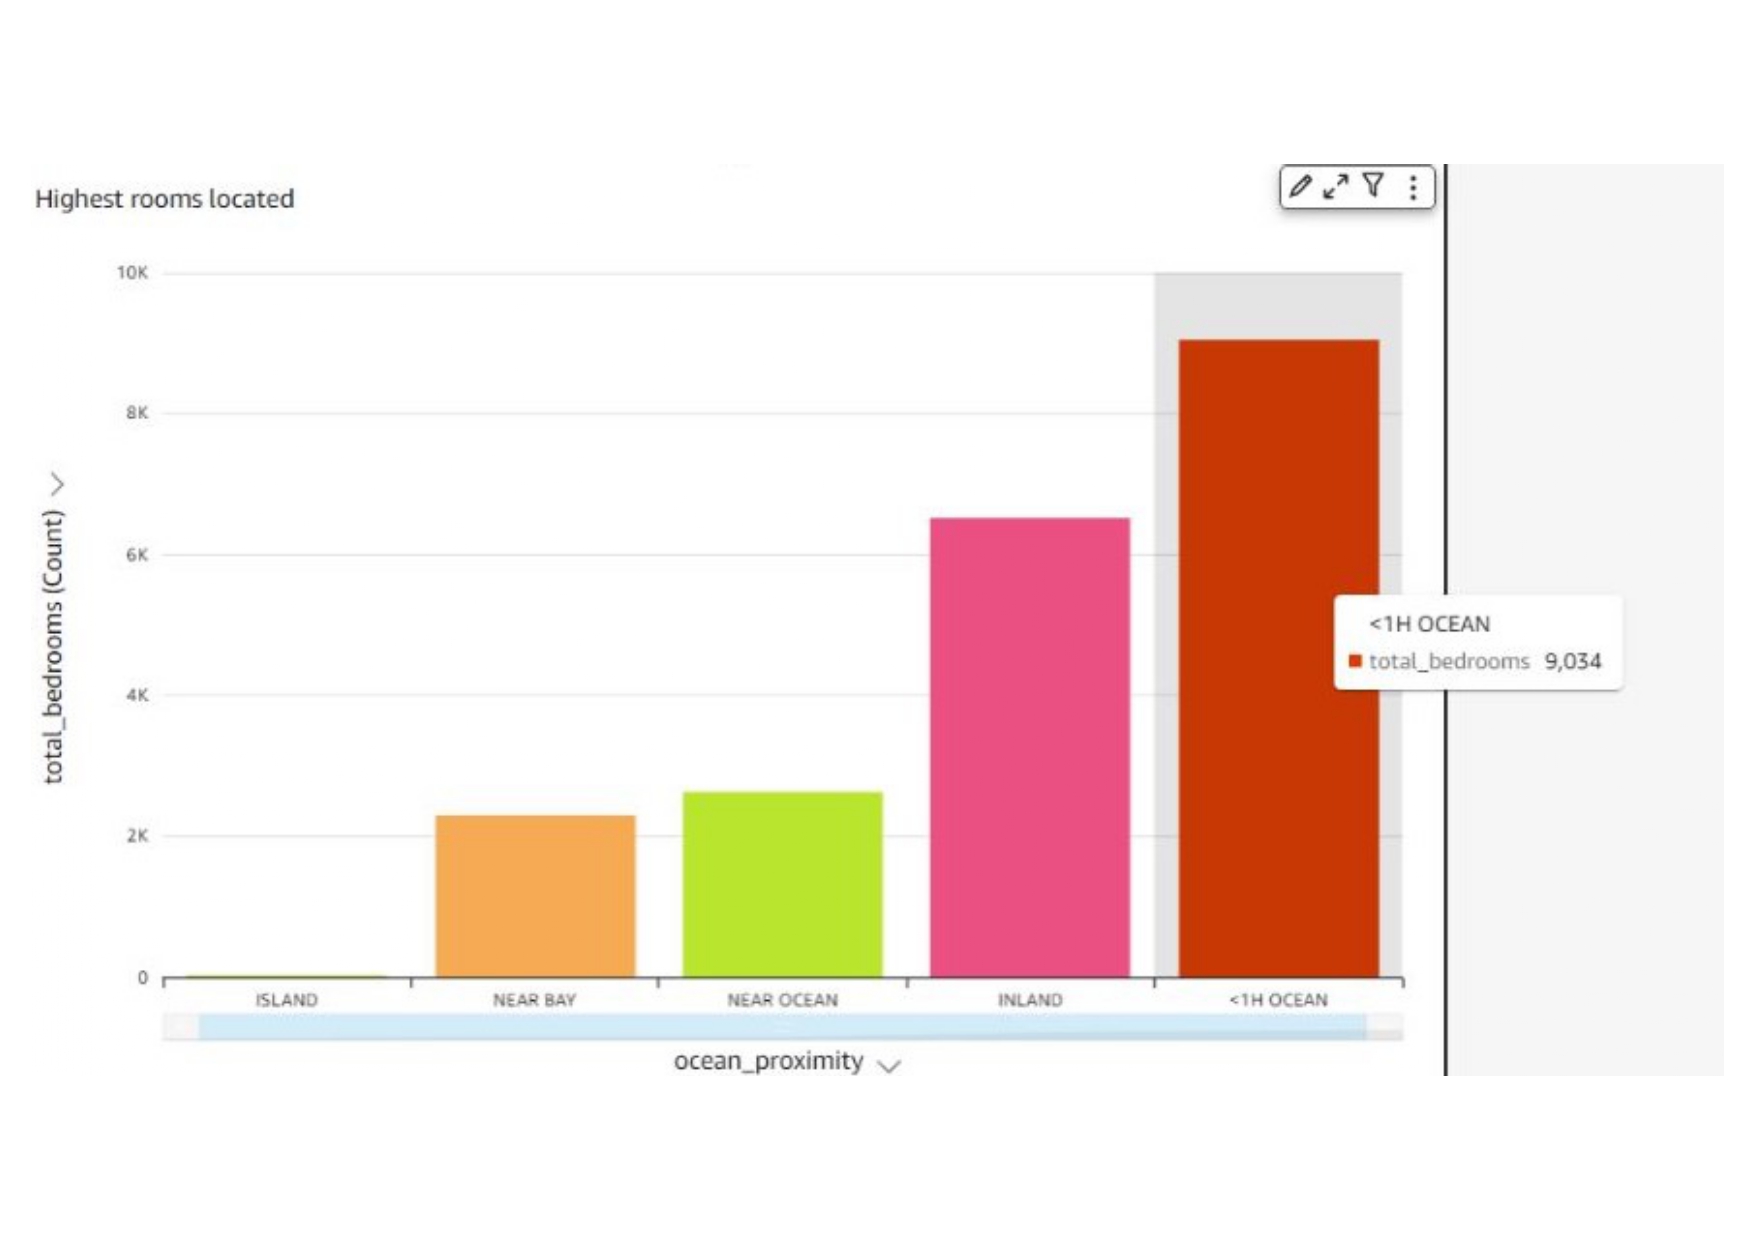 Highest rooms located
10K
8K
6K
4K
2K
0
total_bedrooms (Count)
<1H OCEAN
total_bedrooms 9,034
ISLAND
NEAR BAY
NEAR OCEAN
INLAND
<1H OCEAN
ocean_proximity